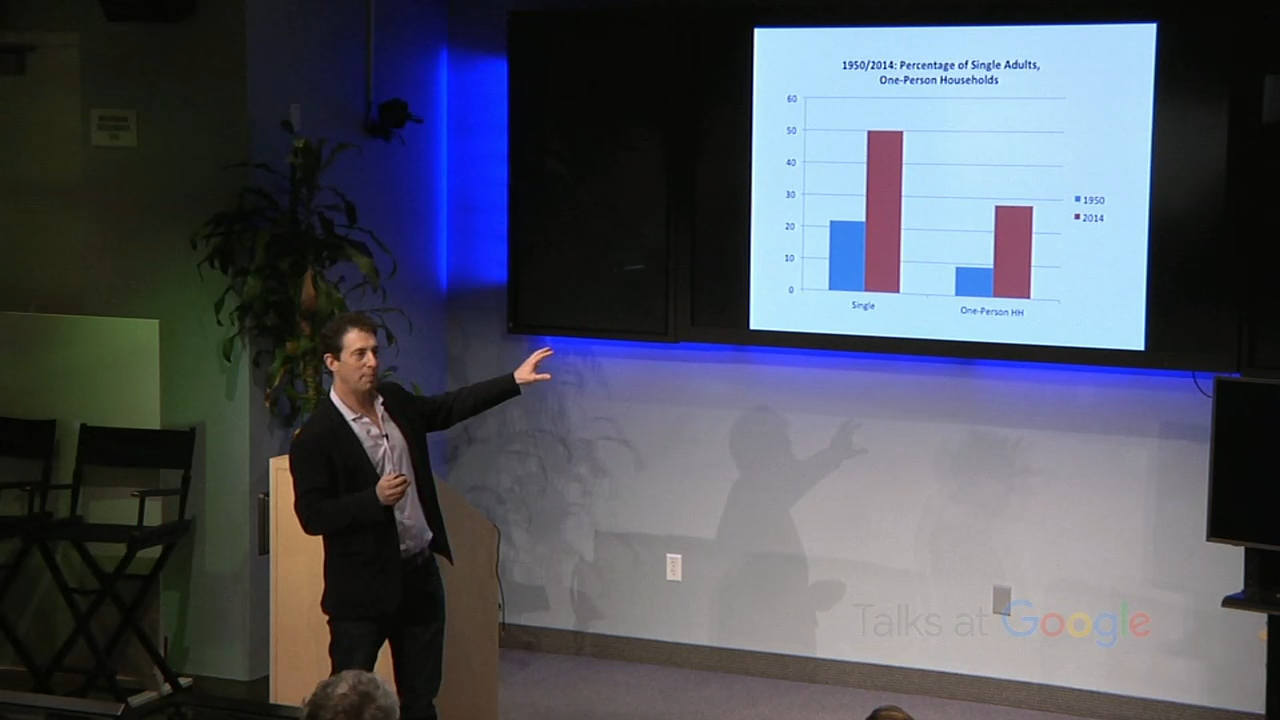 1950/2014: Percentage of Single Adults,
One-Person Households
60
50
40
30
20
10
0
Single
One-Person HH
1950
2014
Talks at Google